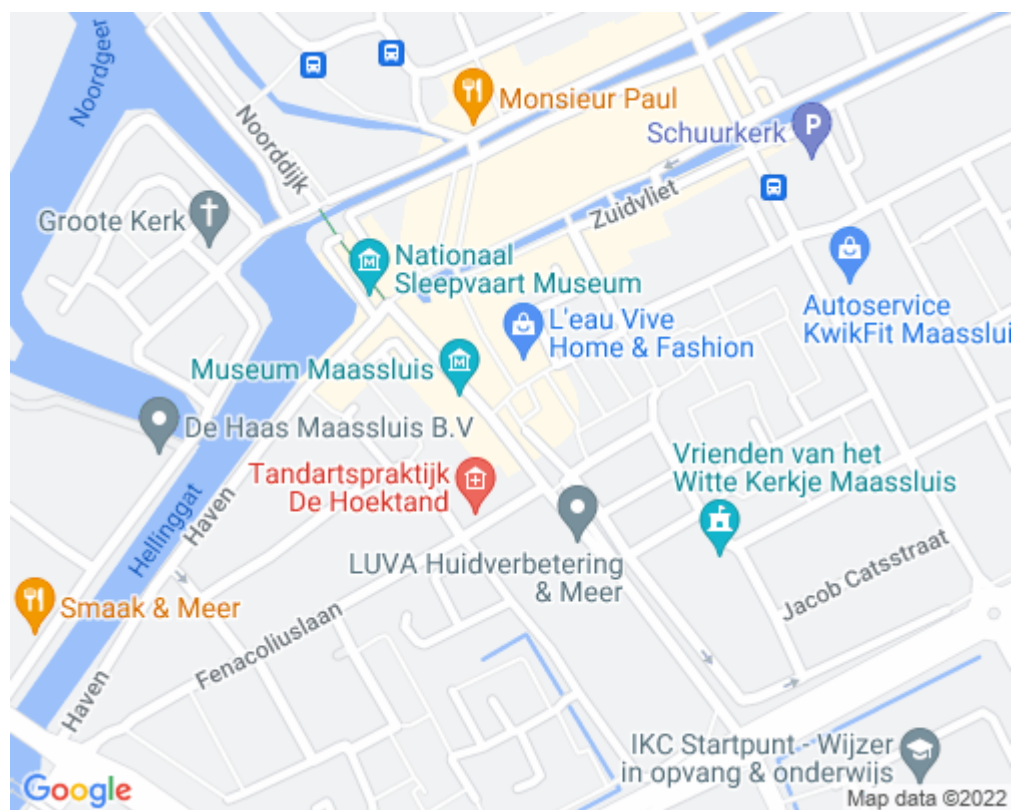 Noordgeer
Monsieur Paul
Schuurkerk
P
Noorddijk
Zuidvliet
Groote Kerk
Nationaal
Sleepvaart Museum
Autoservice
KwikFit Maasslui
L'eau Vive
Home & Fashion
Museum Maassluis
De Haas Maassluis B.V
Vrienden van het
Witte Kerkje Maassluis
Tandartspraktijk
De Hoektand
Hellinggat
Haven
LUVA Huidverbetering
& Meer
Jacob Catsstraat
Smaak & Meer
Fenacoliuslaan
Haven
IKC Startpunt - Wijzer
in opvang & onderwijs
Google
Map data ©2022